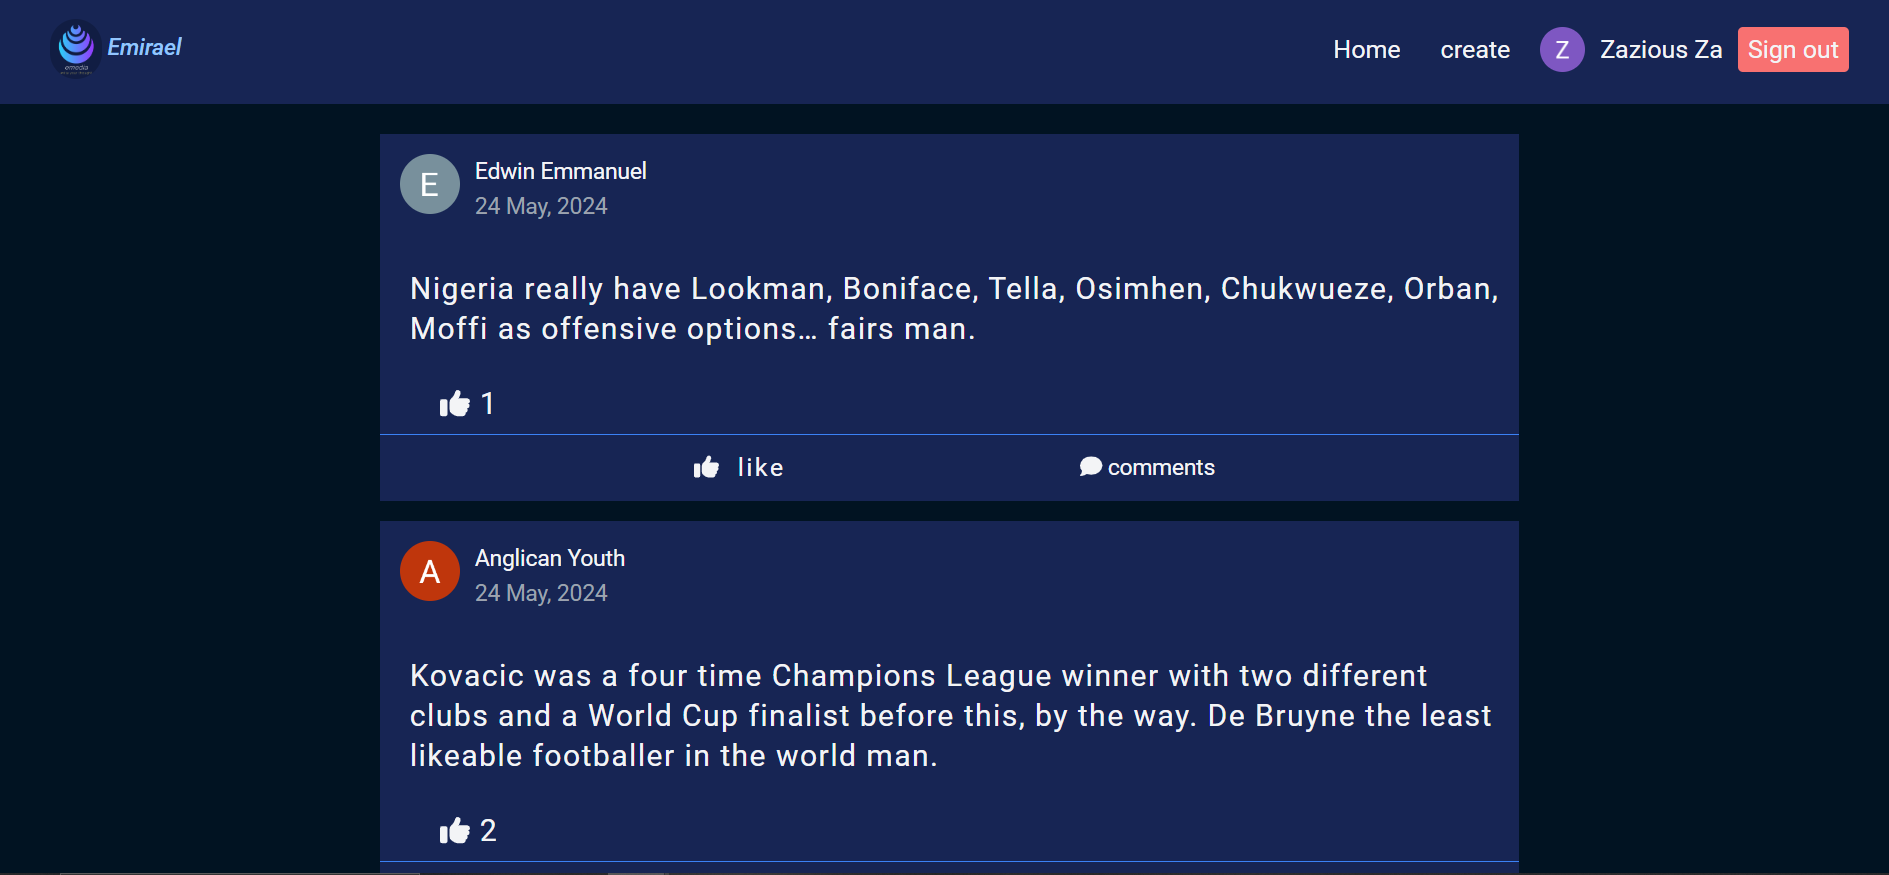 emedia
Emirael
Home
create
Z
Zazious Za
Sign out
E
Edwin Emmanuel
24 May, 2024
Nigeria really have Lookman, Boniface, Tella, Osimhen, Chukwueze, Orban,
Moffi as offensive options... fairs man.
1
like
comments
A
Anglican Youth
24 May, 2024
Kovacic was a four time Champions League winner with two different
clubs and a World Cup finalist before this, by the way. De Bruyne the least
likeable footballer in the world man.
2